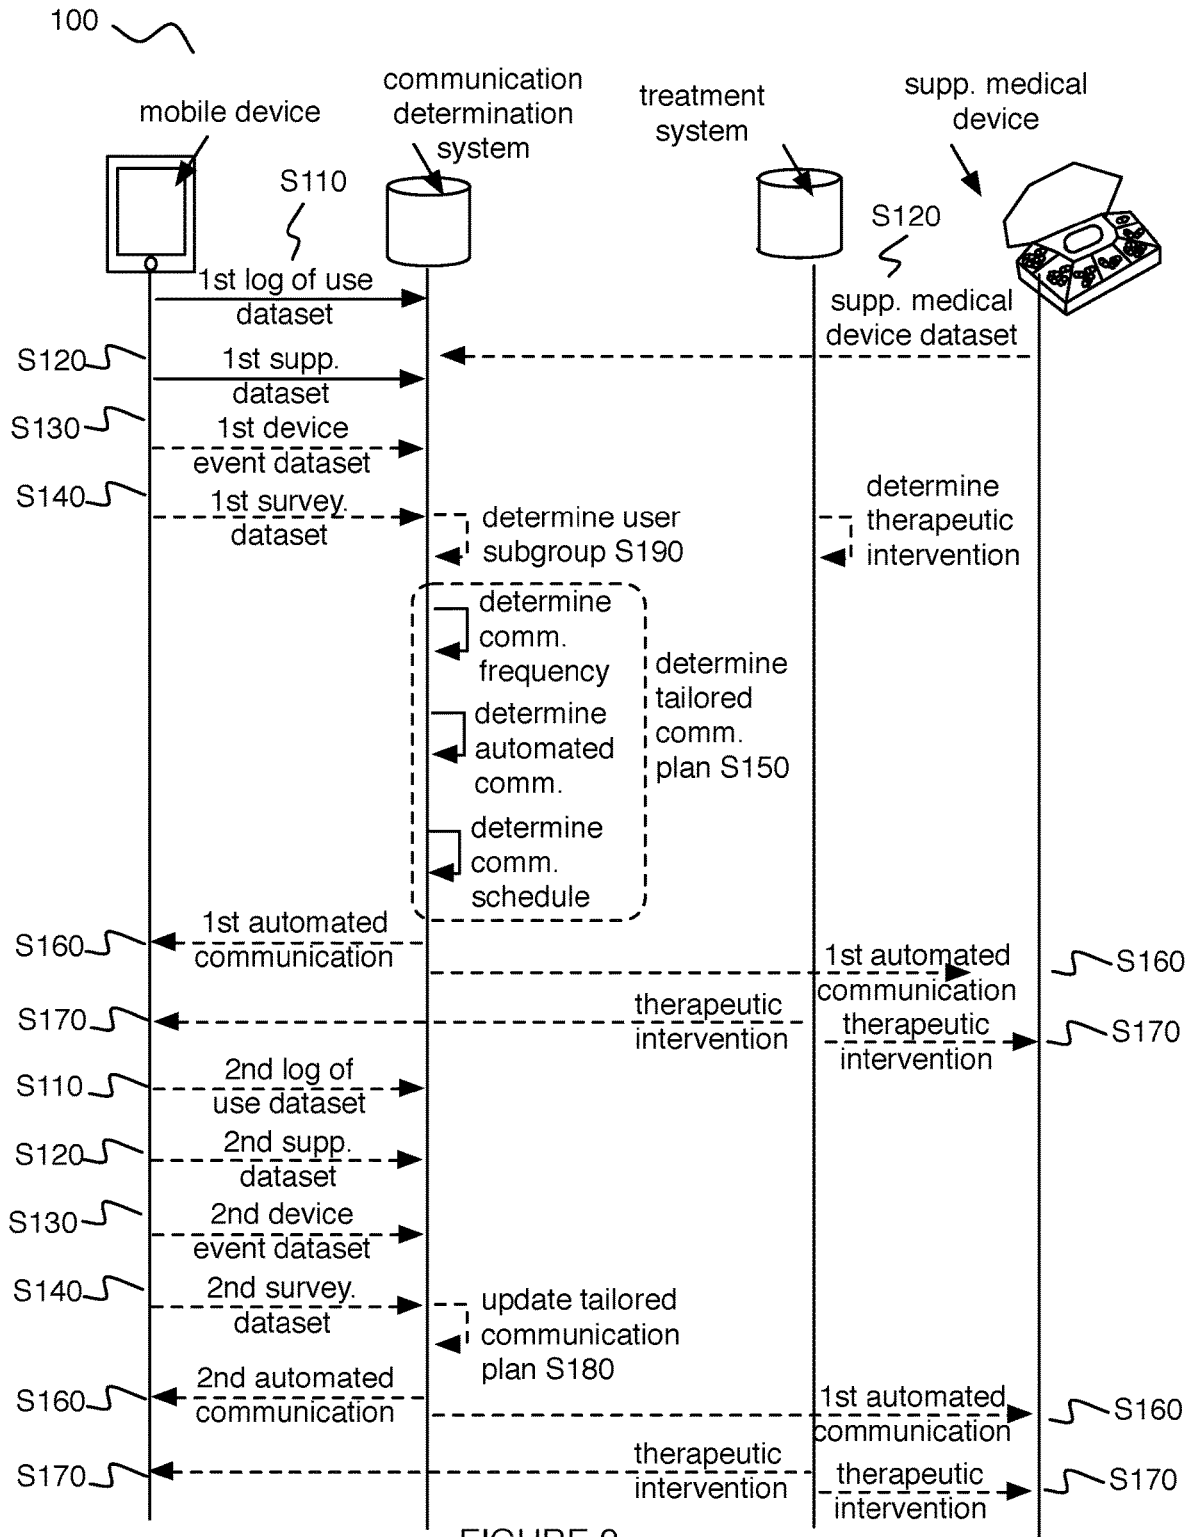 100
mobile device
communication
determination
system
treatment
system
supp. medical
device
S110
S120
1st log of use
dataset
supp. medical
device dataset
S120
1st supp.
dataset
S130
1st device
event dataset
S140
1st survey.
dataset
determine user
subgroup S190
determine
therapeutic
intervention
determine
comm.
frequency
determine
automated
comm.
determine
comm.
schedule
determine
tailored
comm.
plan S150
S160
1st automated
communication
1st automated
communication
S160
S170
therapeutic
intervention
therapeutic
intervention
S170
S110
2nd log of
use dataset
S120
2nd supp.
dataset
S130
2nd device
event dataset
S140
2nd survey.
dataset
update tailored
communication
plan S180
S160
2nd automated
communication
1st automated
communication
S160
S170
therapeutic
intervention
therapeutic
intervention
S170
FIGURE